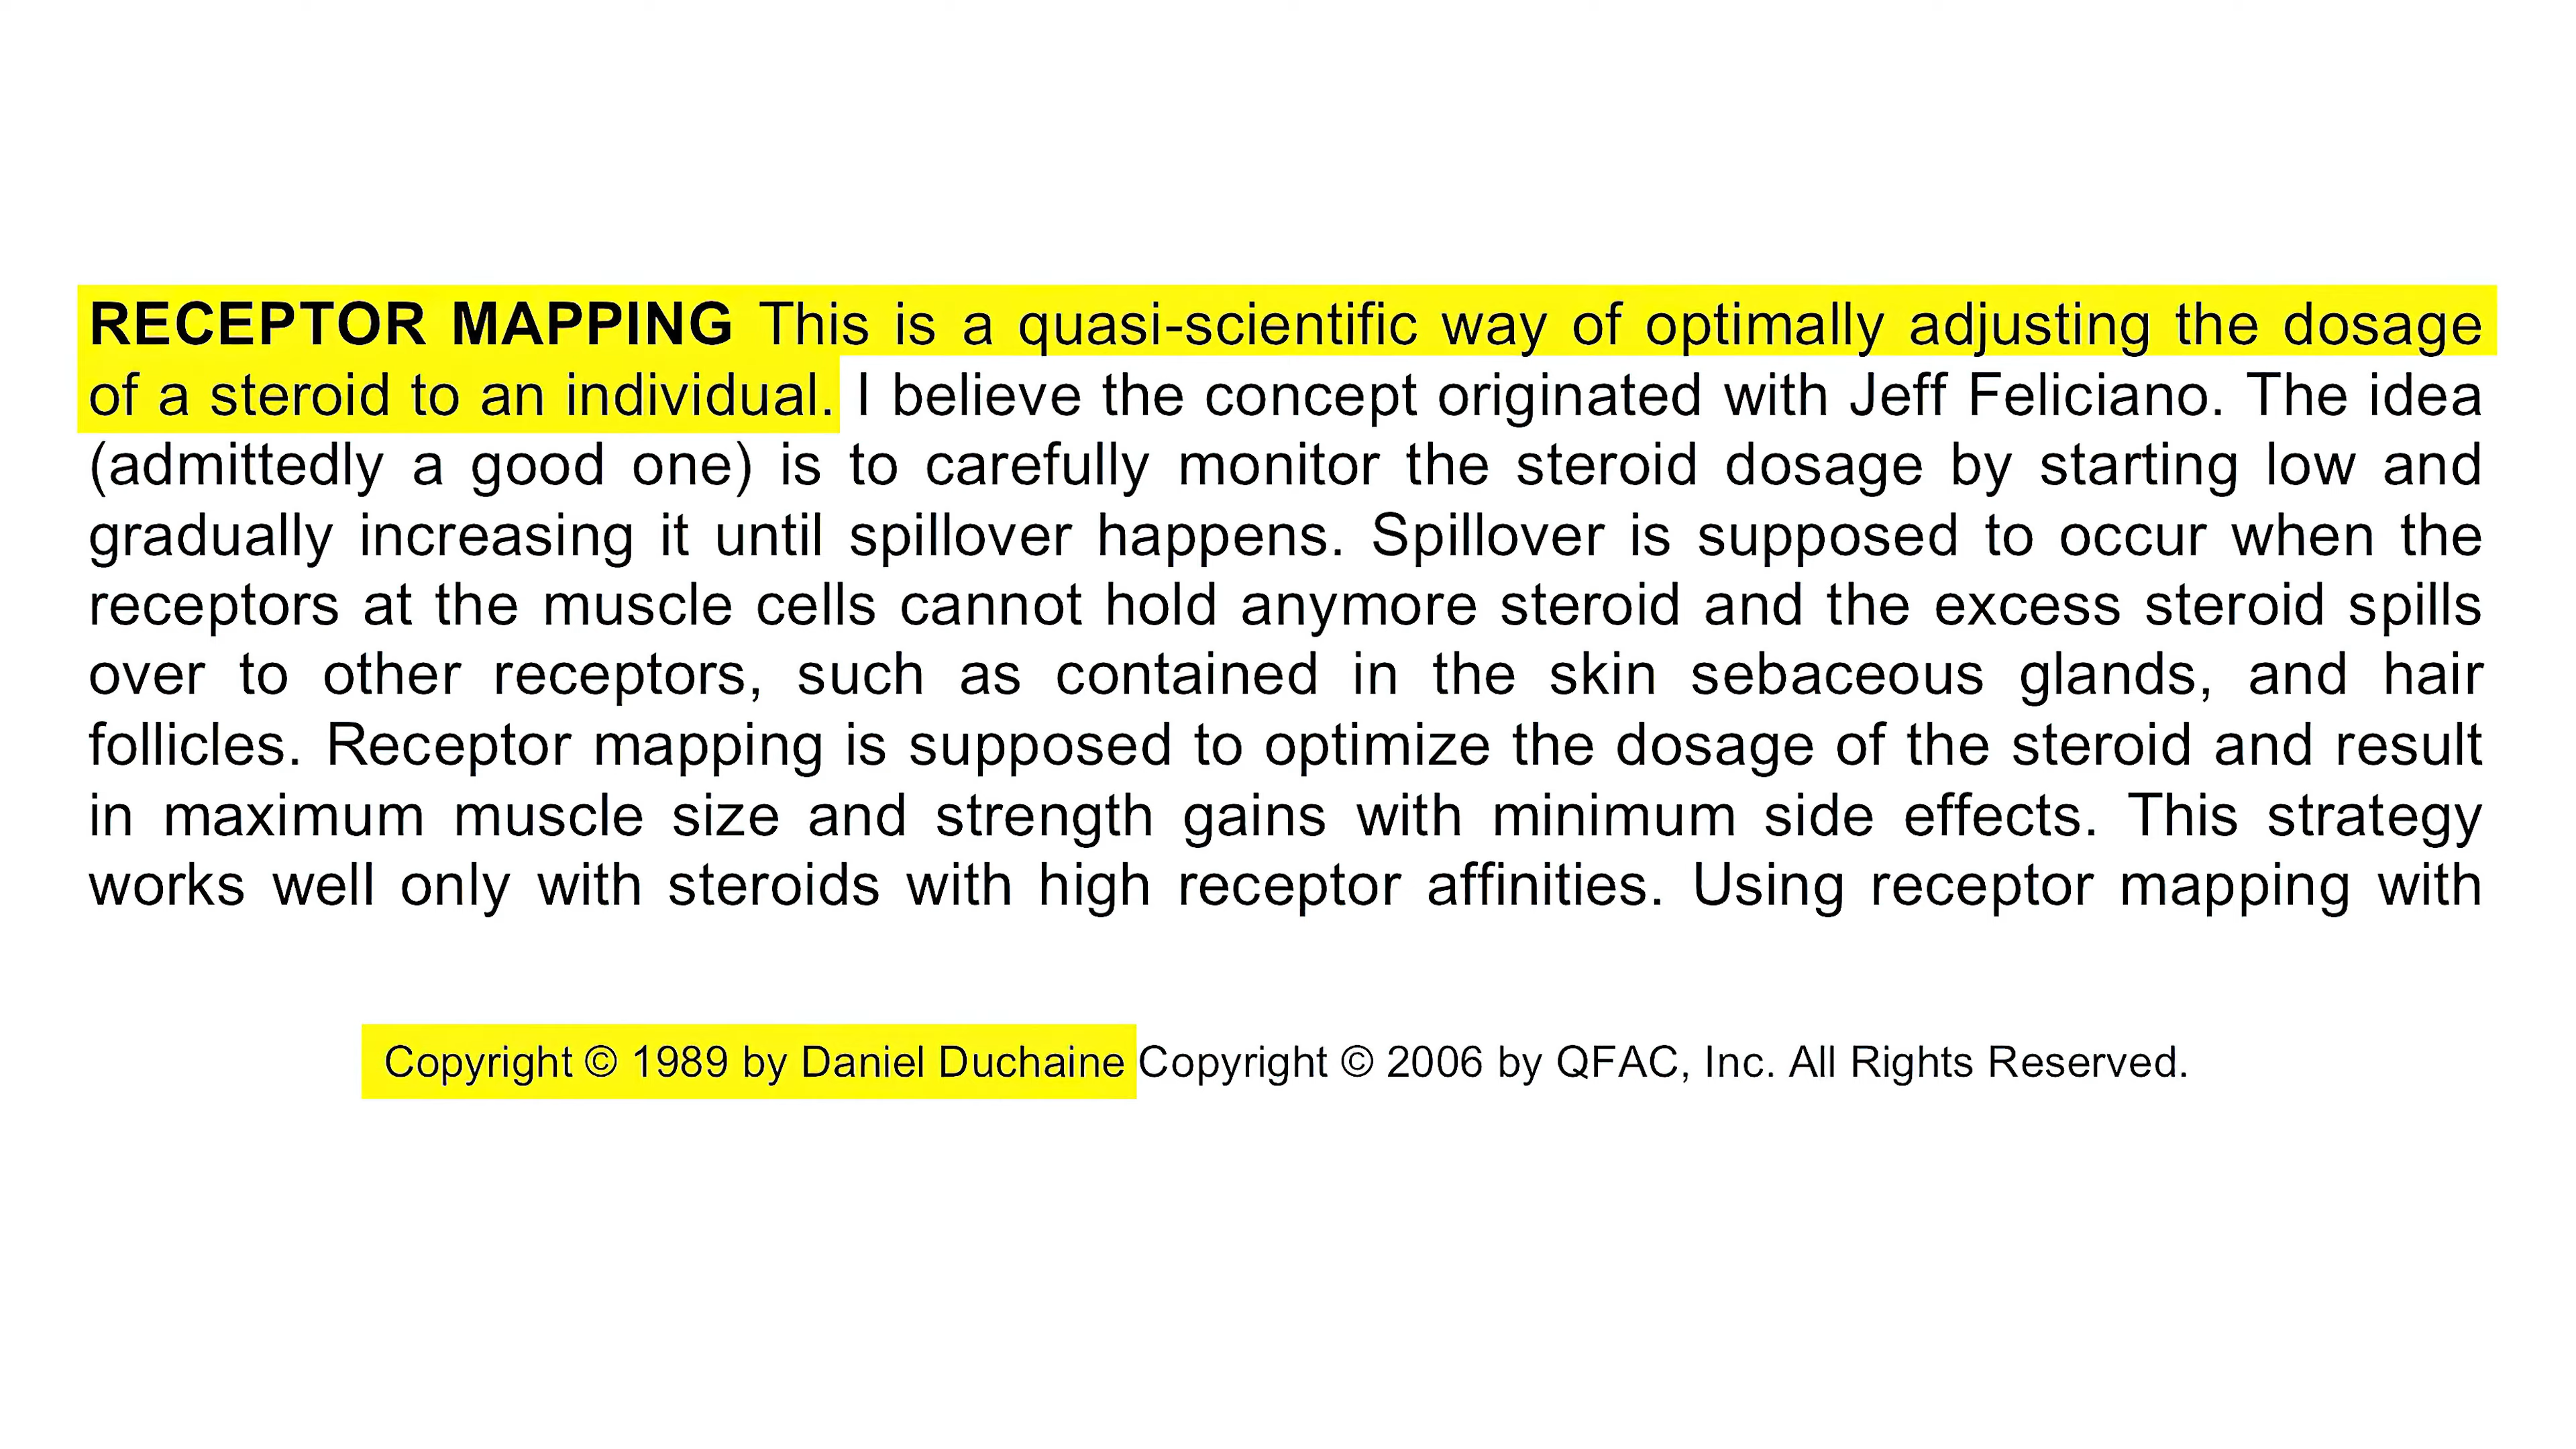 RECEPTOR MAPPING This is a quasi-scientific way of optimally adjusting the dosage
of a steroid to an individual. I believe the concept originated with Jeff Feliciano. The idea
(admittedly a good one) is to carefully monitor the steroid dosage by starting low and
gradually increasing it until spillover happens. Spillover is supposed to occur when the
receptors at the muscle cells cannot hold anymore steroid and the excess steroid spills
over to other receptors, such as contained in the skin sebaceous glands, and hair
follicles. Receptor mapping is supposed to optimize the dosage of the steroid and result
in maximum muscle size and strength gains with minimum side effects. This strategy
works well only with steroids with high receptor affinities. Using receptor mapping with
Copyright © 1989 by Daniel Duchaine Copyright © 2006 by QFAC, Inc. All Rights Reserved.